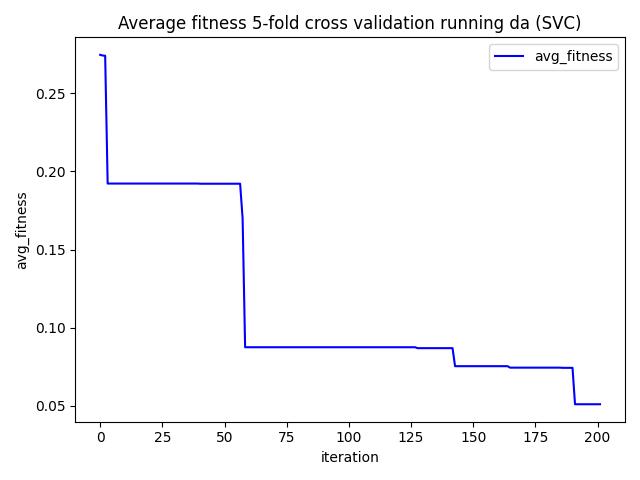 Average fitness 5-fold cross validation running da (SVC)
avg_fitness
0.25
0.20
0.15
0.10
0.05
avg_fitness
0 25 50 75 100 125 150 175 200
iteration